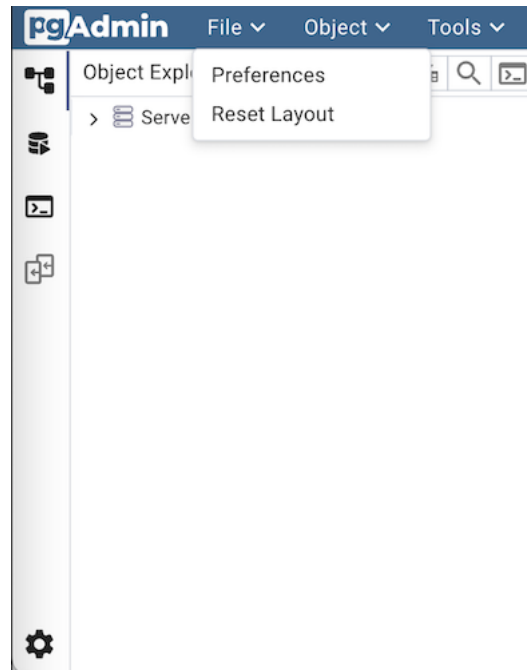 pgAdmin File Object Tools
Object Expl
Preferences
Serve
Reset Layout